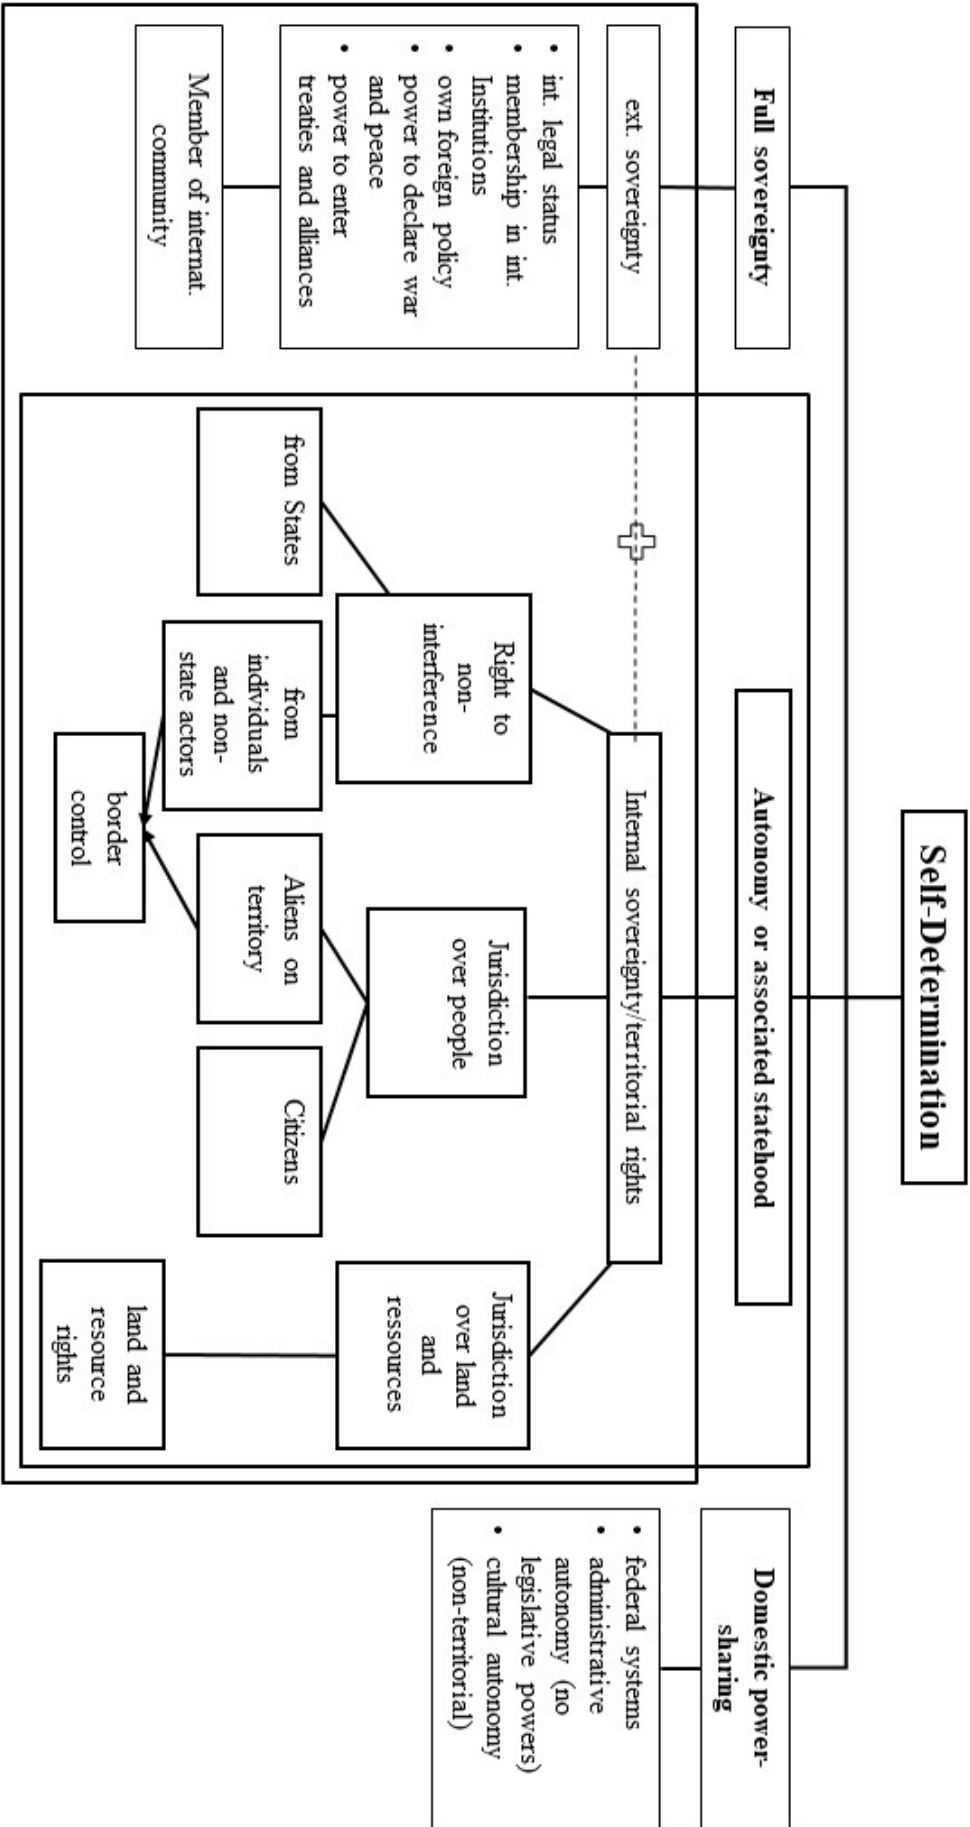 Self-Determination
Full sovereignty
Autonomy or associated statehood
Domestic power-
sharing
ext. sovereignty
Internal sovereignty/territorial rights
• federal systems
• administrative
autonomy (no
legislative powers)
• cultural autonomy
(non-territorial)
• int. legal status
• membership in int.
Institutions
• own foreign policy
• power to declare war
and peace
• power to enter
treaties and alliances
Right to
non-
interference
Jurisdiction
over people
Jurisdiction
over land
and
ressources
from States
from
individuals
and non-
state actors
Aliens on
territory
Citizens
land and
resource
rights
Member of internat.
community
border
control